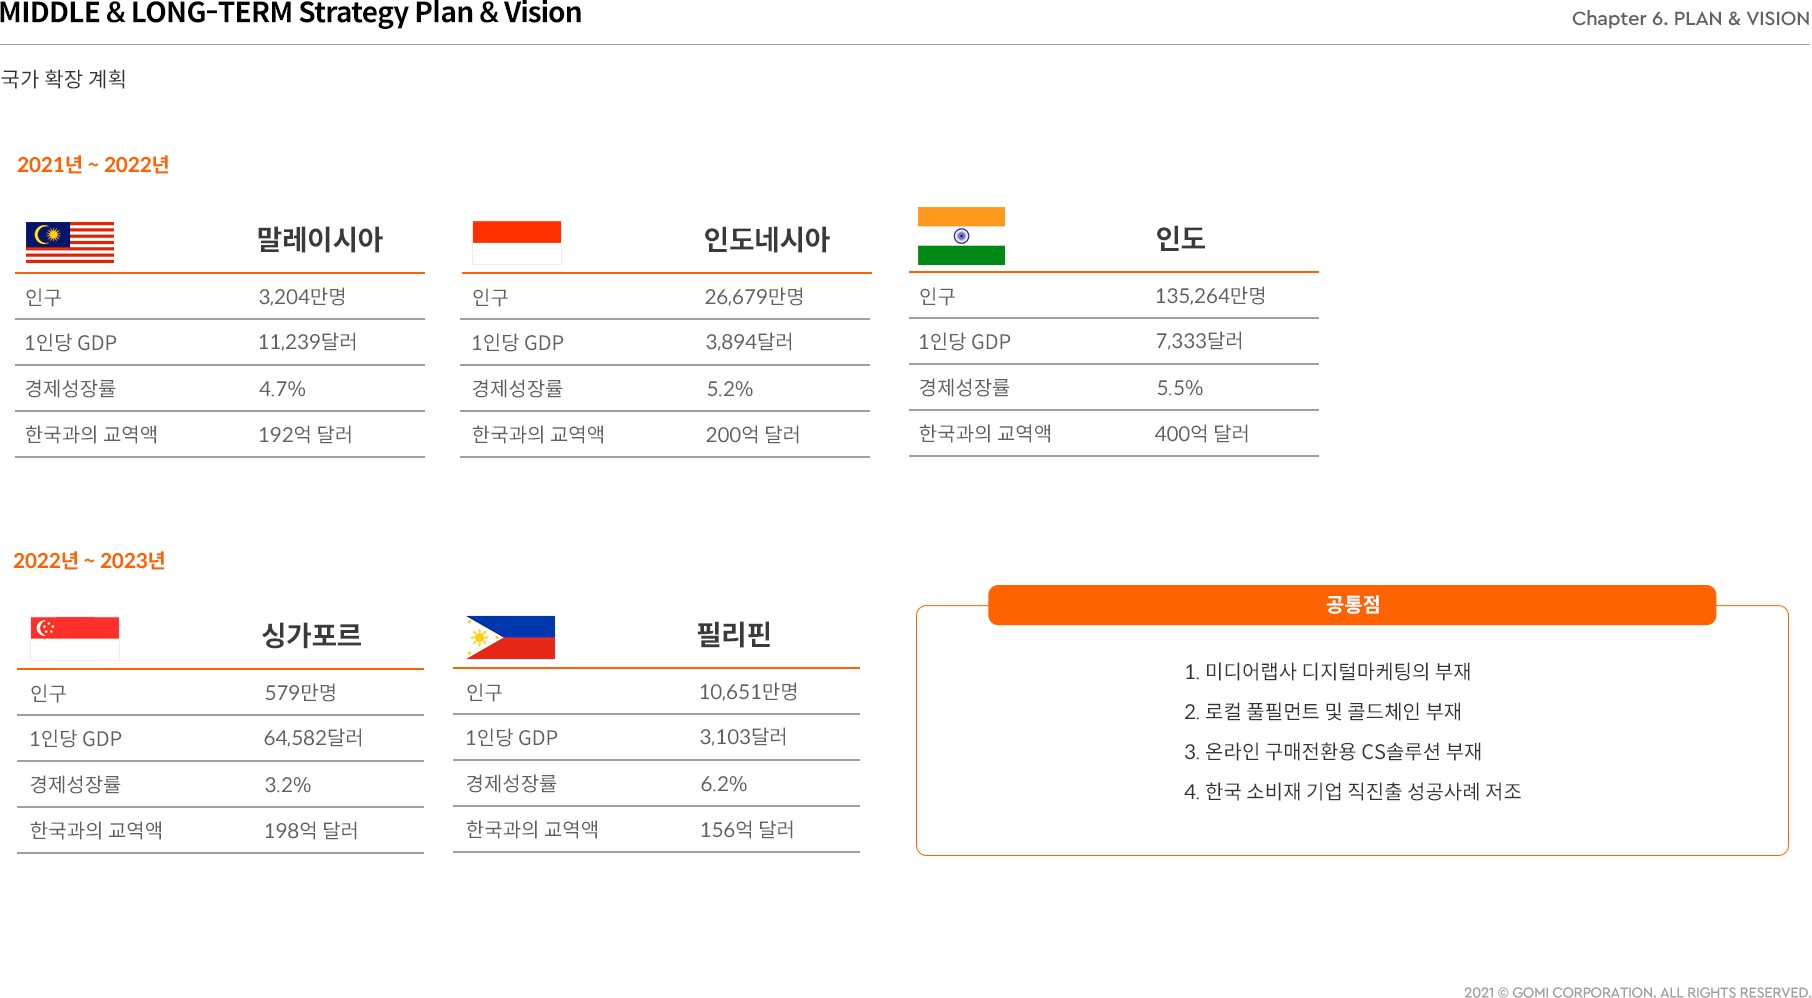 MIDDLE & LONG-TERM Strategy Plan & Vision
Chapter 6. PLAN & VISION
국가 확장 계획
2021년 ~ 2022년
말레이시아
인구 3,204만명
1인당 GDP 11,239달러
경제성장률 4.7%
한국과의 교역액 192억 달러
인도네시아
인구 26,679만명
1인당 GDP 3,894달러
경제성장률 5.2%
한국과의 교역액 200억 달러
인도
인구 135,264만명
1인당 GDP 7,333달러
경제성장률 5.5%
한국과의 교역액 400억 달러
2022년 ~ 2023년
싱가포르
인구 579만명
1인당 GDP 64,582달러
경제성장률 3.2%
한국과의 교역액 198억 달러
필리핀
인구 10,651만명
1인당 GDP 3,103달러
경제성장률 6.2%
한국과의 교역액 156억 달러
공통점
1. 미디어랩사 디지털마케팅의 부재
2. 로컬 풀필먼트 및 콜드체인 부재
3. 온라인 구매전환용 CS솔루션 부재
4. 한국 소비재 기업 직진출 성공사례 저조
2021 © GOMI CORPORATION. ALL RIGHTS RESERVED.